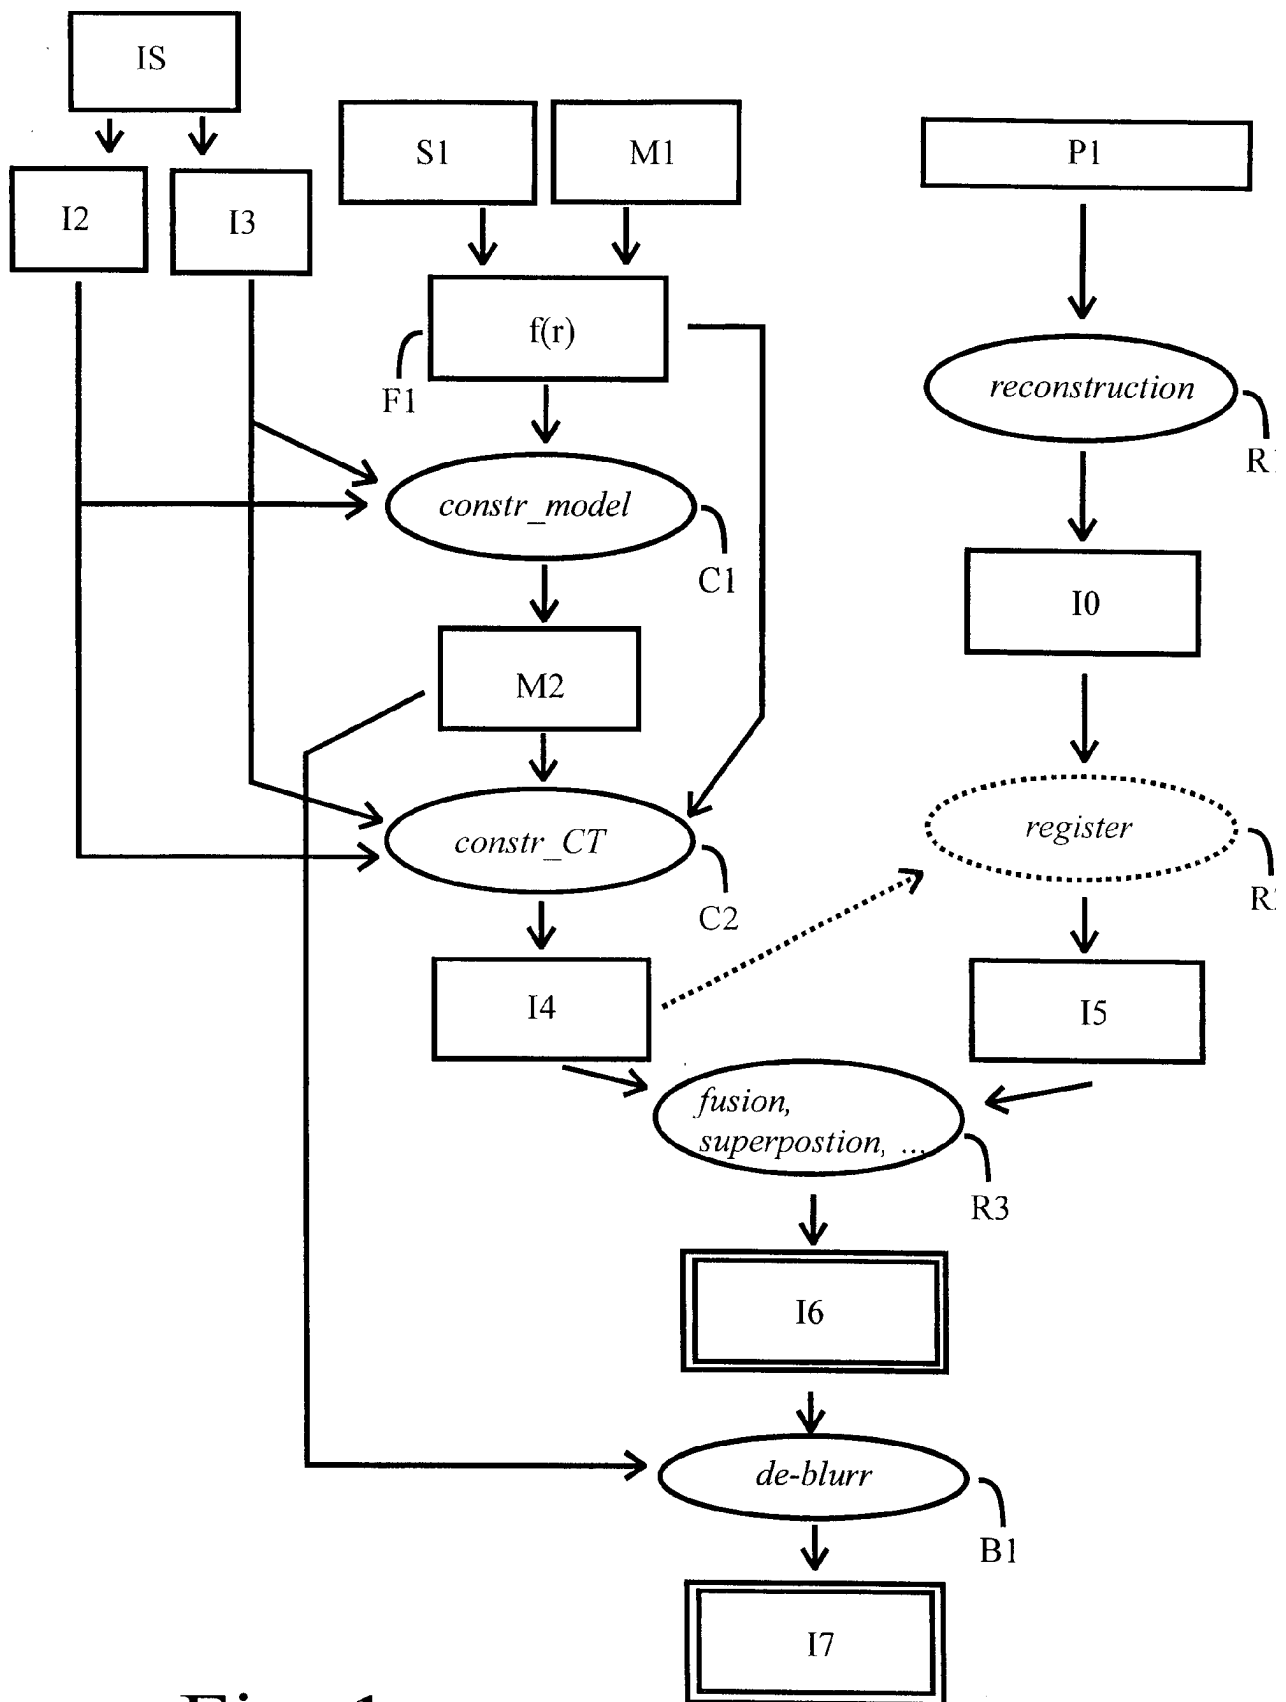 IS
S1
M1
P1
I2
I3
f(r)
F1
reconstruction
R1
constr_model
C1
I0
M2
register
constr_CT
C2
I4
I5
fusion,
superpostion, ...
R3
I6
de-blurr
B1
I7